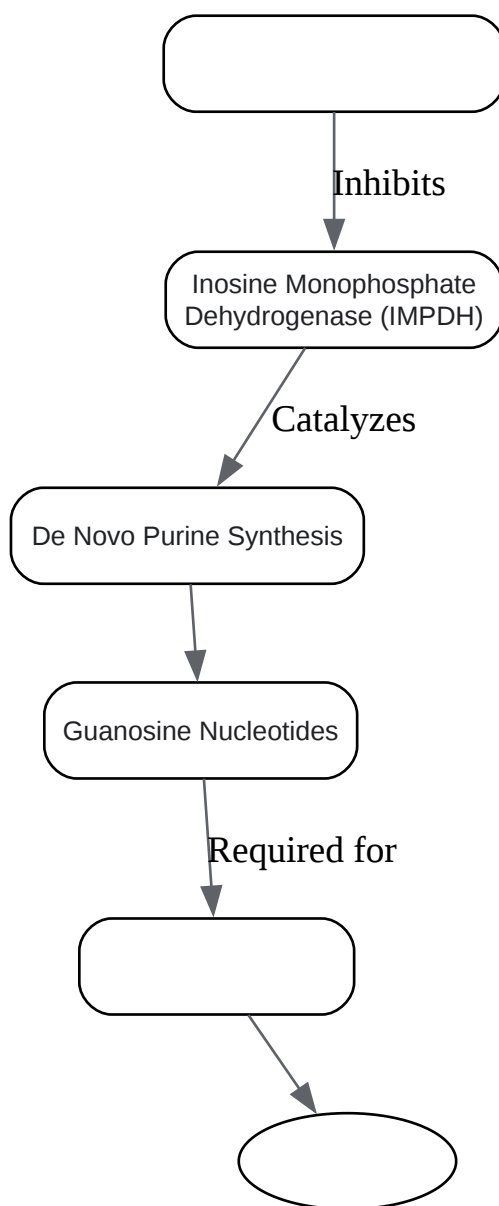 Inhibits
Inosine Monophosphate
Dehydrogenase (IMPDH)
Catalyzes
De Novo Purine Synthesis
Guanosine Nucleotides
Required for